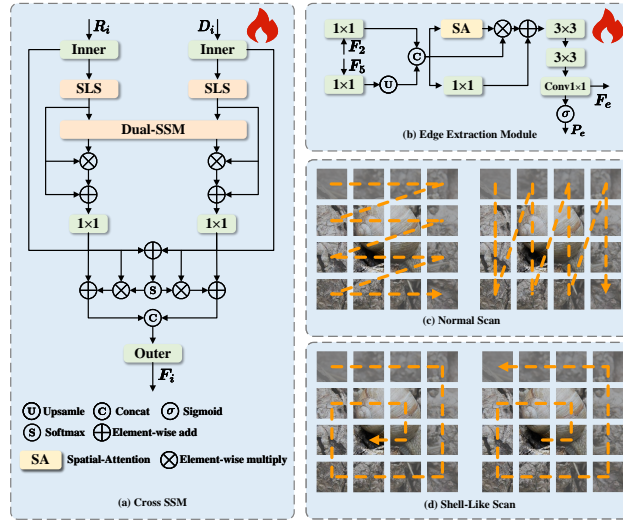 R_i
D_i
Inner
Inner
SLS
SLS
Dual-SSM
1×1
1×1
S
C
Outer
F_i
U Upsamle
C Concat
σ Sigmoid
S Softmax
Element-wise add
SA Spatial-Attention
Element-wise multiply
(a) Cross SSM
1×1
F_2
F_5
1×1
U
C
SA
1×1
3×3
3×3
Conv1×1
F_e
σ
P_e
(b) Edge Extraction Module
(c) Normal Scan
(d) Shell-Like Scan